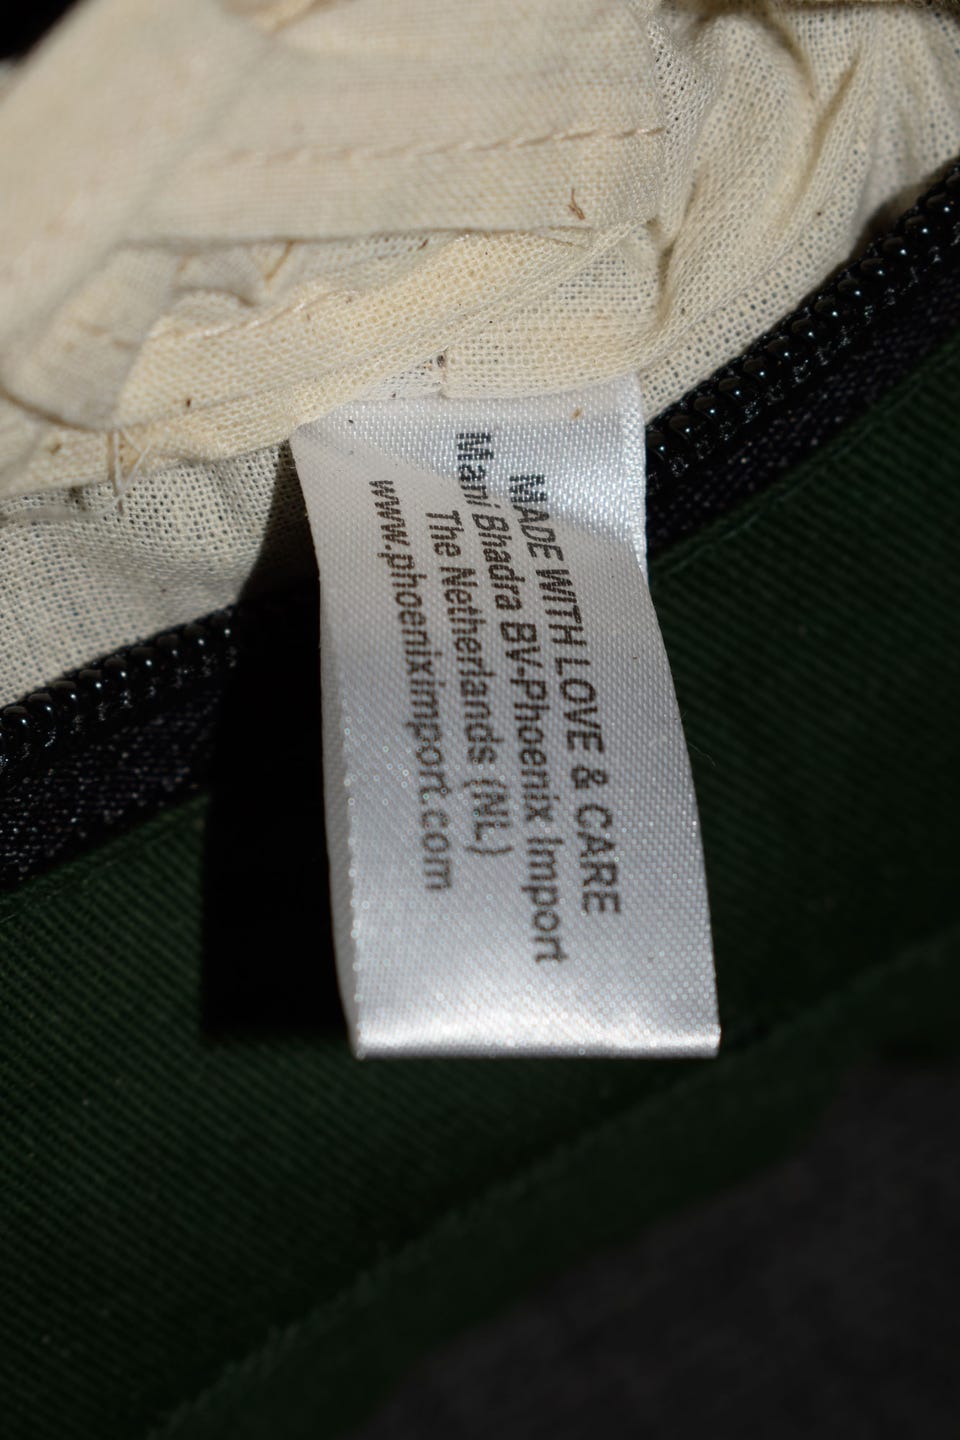 MADE WITH LOVE & CARE
Mani Bhadra BV-Phoenix Import
The Netherlands (NL)
www.phoeniximport.com